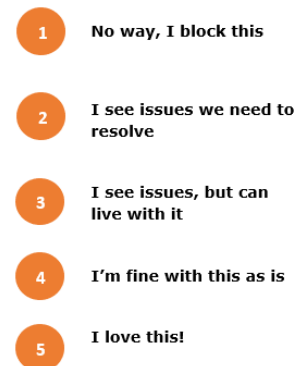 1 No way, I block this
2 I see issues we need to
resolve
3 I see issues, but can
live with it
4 I’m fine with this as is
5 I love this!